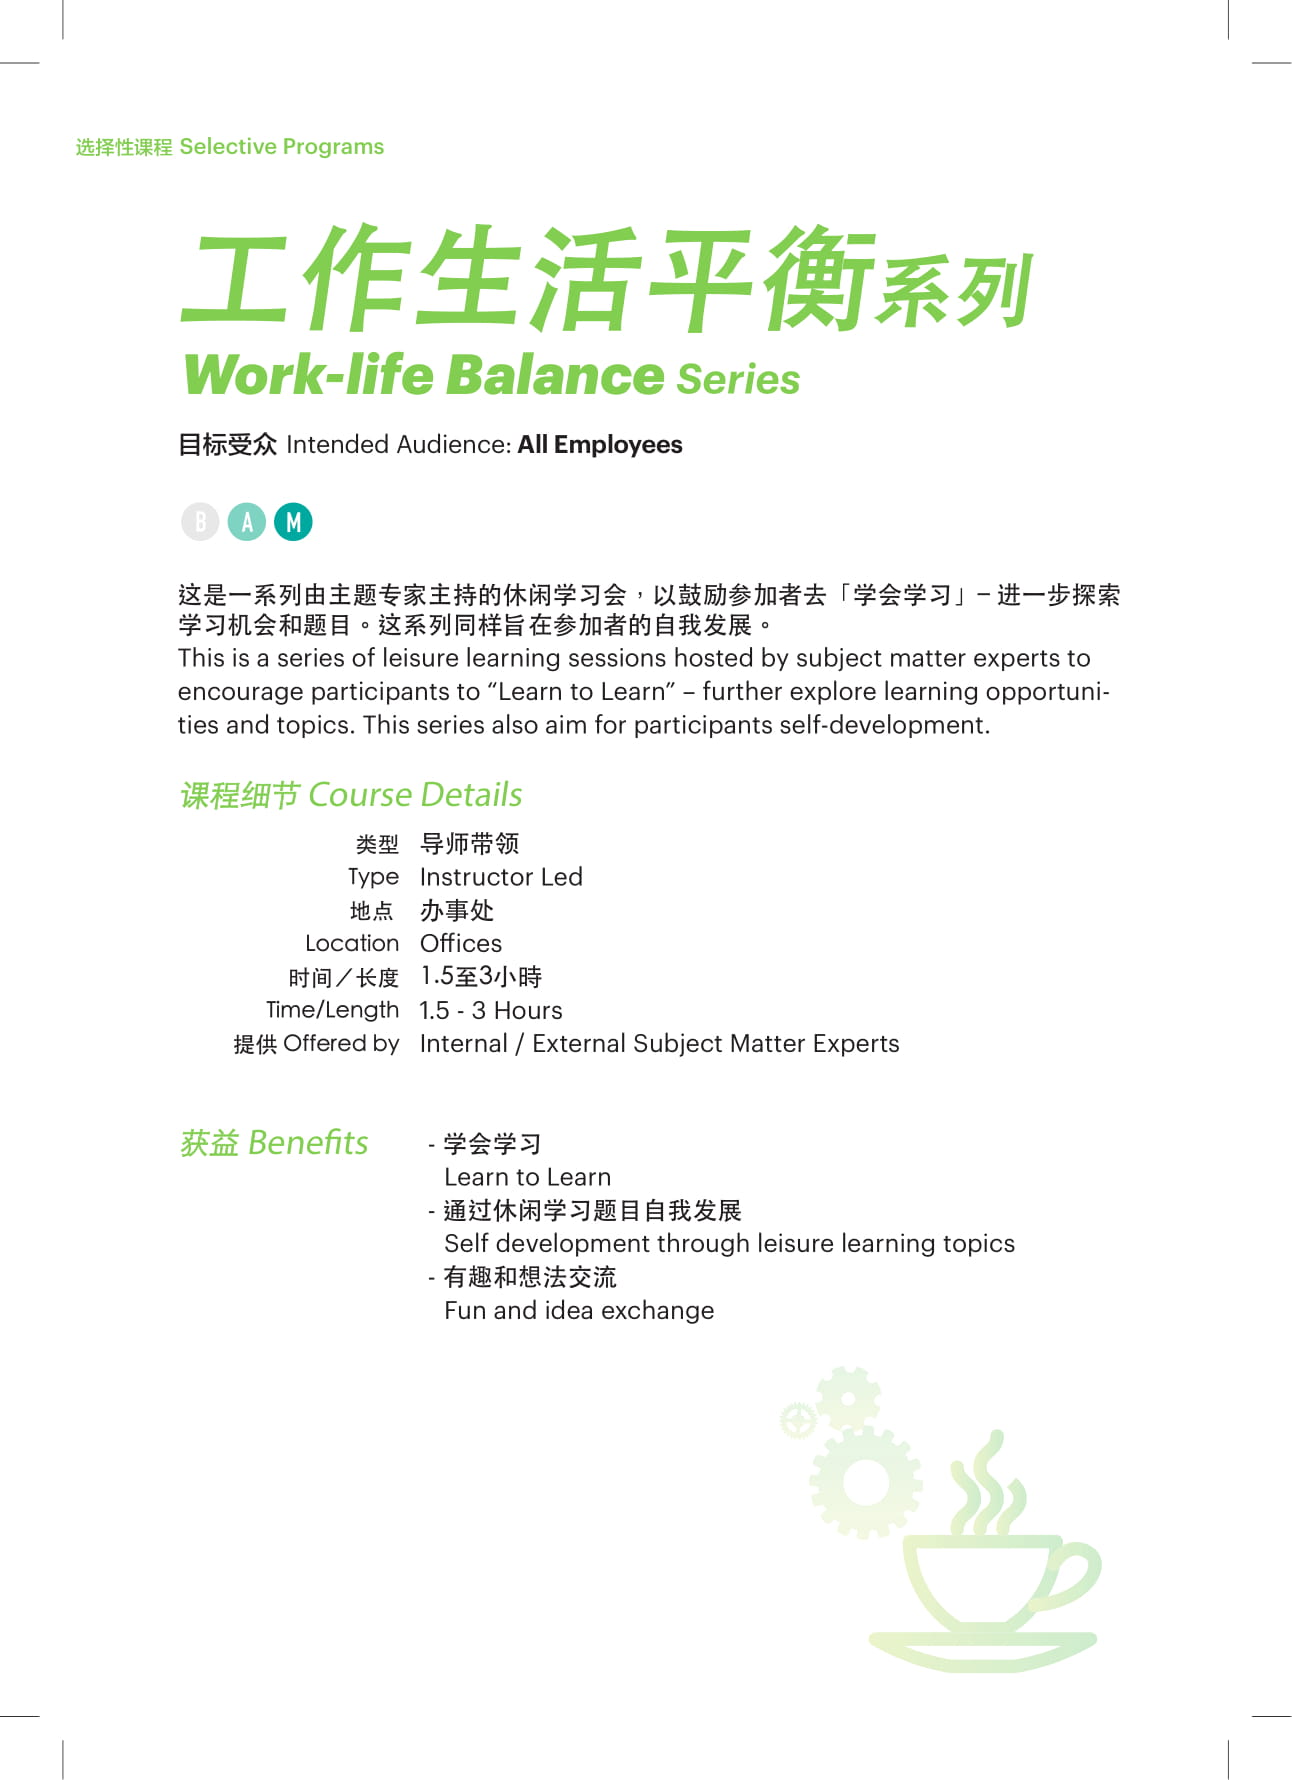 选择性课程 Selective Programs
工作生活平衡系列
Work-life Balance Series
目标受众 Intended Audience: All Employees
B A M
这是一系列由主题专家主持的休闲学习会，以鼓励参加者去「学会学习」– 进一步探索
学习机会和题目。这系列同样旨在参加者的自我发展。
This is a series of leisure learning sessions hosted by subject matter experts to
encourage participants to “Learn to Learn” – further explore learning opportuni-
ties and topics. This series also aim for participants self-development.
课程细节 Course Details
类型 导师带领
Type Instructor Led
地点 办事处
Location Offices
时间／长度 1.5至3小時
Time/Length 1.5 - 3 Hours
提供 Offered by Internal / External Subject Matter Experts
获益 Benefits - 学会学习
Learn to Learn
- 通过休闲学习题目自我发展
Self development through leisure learning topics
- 有趣和想法交流
Fun and idea exchange